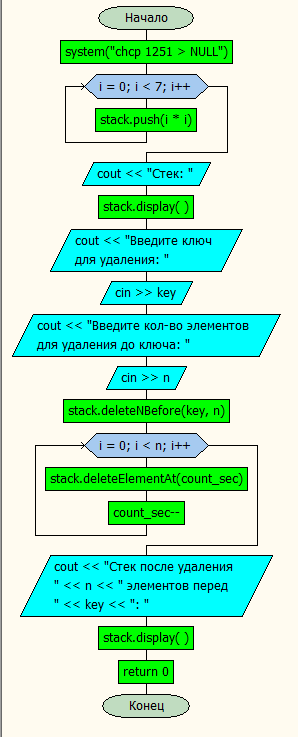 Начало
system("chcp 1251 > NULL")
i = 0; i < 7; i++
stack.push(i * i)
cout << "Стек: "
stack.display( )
cout << "Введите ключ
для удаления: "
cin >> key
cout << "Введите кол-во элементов
для удаления до ключа: "
cin >> n
stack.deleteNBefore(key, n)
i = 0; i < n; i++
stack.deleteElementAt(count_sec)
count_sec--
cout << "Стек после удаления
" << n << " элементов перед
" << key << ": "
stack.display( )
return 0
Конец